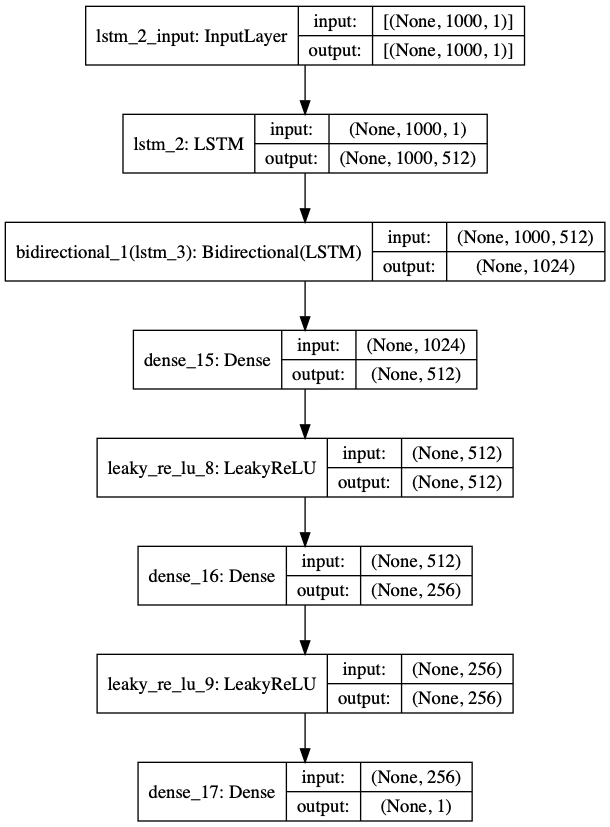 lstm_2_input: InputLayer
input: [(None, 1000, 1)]
output: [(None, 1000, 1)]
lstm_2: LSTM
input: (None, 1000, 1)
output: (None, 1000, 512)
bidirectional_1(lstm_3): Bidirectional(LSTM)
input: (None, 1000, 512)
output: (None, 1024)
dense_15: Dense
input: (None, 1024)
output: (None, 512)
leaky_re_lu_8: LeakyReLU
input: (None, 512)
output: (None, 512)
dense_16: Dense
input: (None, 512)
output: (None, 256)
leaky_re_lu_9: LeakyReLU
input: (None, 256)
output: (None, 256)
dense_17: Dense
input: (None, 256)
output: (None, 1)